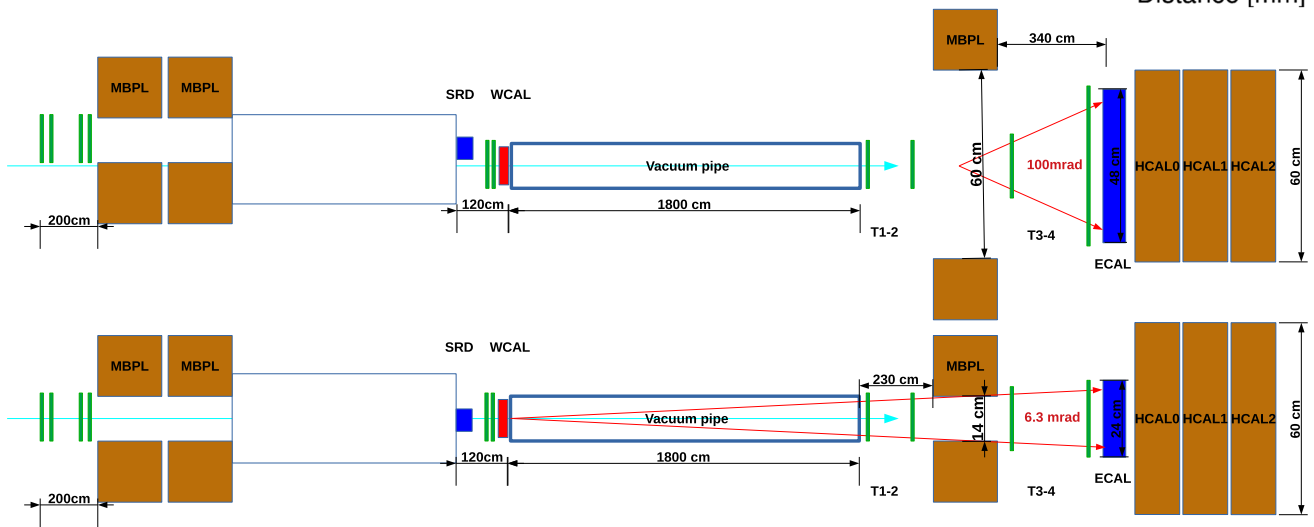 Distance [mm]
MBPL
340 cm
MBPL MBPL
SRD WCAL
60 cm
100mrad
48 cm
HCAL0 HCAL1 HCAL2
60 cm
Vacuum pipe
200cm
120cm
1800 cm
T1-2
T3-4
ECAL
MBPL MBPL
SRD WCAL
MBPL
230 cm
14 cm
6.3 mrad
24 cm
HCAL0 HCAL1 HCAL2
60 cm
Vacuum pipe
200cm
120cm
1800 cm
T1-2
T3-4
ECAL